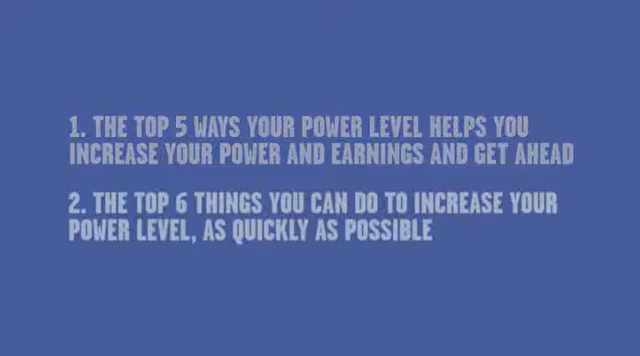 1. THE TOP 5 WAYS YOUR POWER LEVEL HELPS YOU
INCREASE YOUR POWER AND EARNINGS AND GET AHEAD
2. THE TOP 6 THINGS YOU CAN DO TO INCREASE YOUR
POWER LEVEL, AS QUICKLY AS POSSIBLE